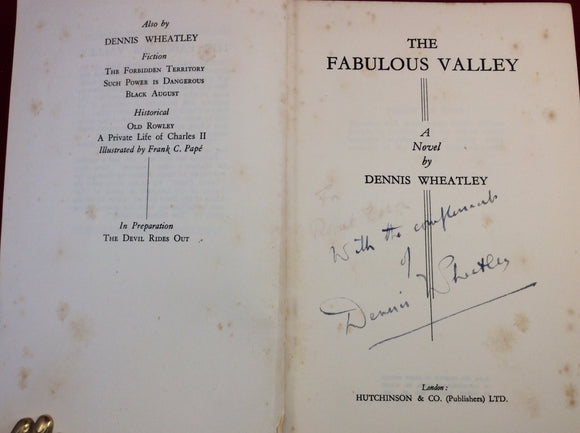 Also by
DENNIS WHEATLEY
Fiction
THE FORBIDDEN TERRITORY
SUCH POWER IS DANGEROUS
BLACK AUGUST
Historical
OLD ROWLEY
A Private Life of Charles II
Illustrated by Frank C. Papé
In Preparation
THE DEVIL RIDES OUT
THE
FABULOUS VALLEY
A
Novel
by
DENNIS WHEATLEY
For
With the compliments
of
Dennis Wheatley
London:
HUTCHINSON & CO. (Publishers) LTD.